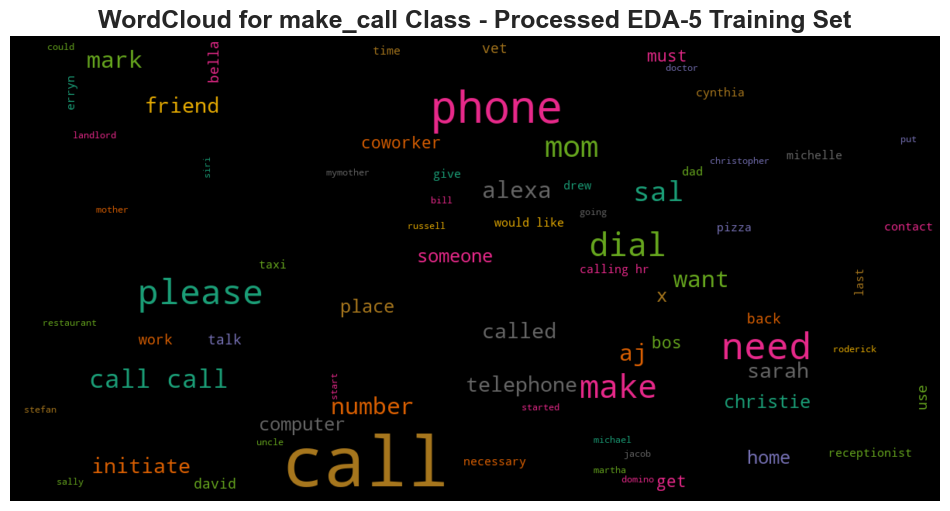 WordCloud for make_call Class - Processed EDA-5 Training Set
could
mark
bella
time
vet
must
doctor
erryn
friend
phone
cynthia
landlord
coworker
mom
put
siri
mymother
give
alexa
drew
sal
dad
christopher
michelle
mother
bill
russell
would like
going
pizza
contact
someone
dial
calling hr
taxi
please
place
x
want
last
restaurant
work
talk
called
aj
bos
back
need
roderick
call call
start
telephone
make
sarah
stefan
number
started
christie
use
computer
uncle
call
michael
initiate
necessary
jacob
home
receptionist
sally
david
martha
domino
get